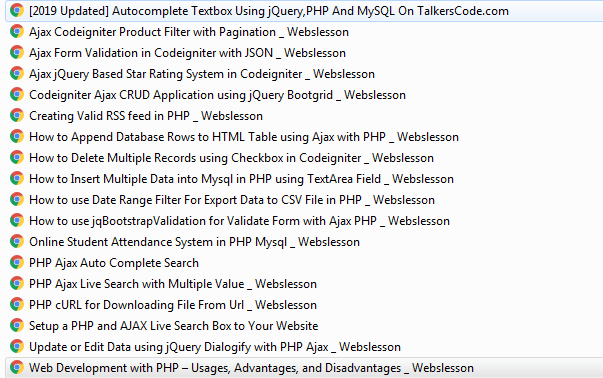 [2019 Updated] Autocomplete Textbox Using jQuery,PHP And MySQL On TalkersCode.com
Ajax Codeigniter Product Filter with Pagination _ Webslesson
Ajax Form Validation in Codeigniter with JSON _ Webslesson
Ajax jQuery Based Star Rating System in Codeigniter _ Webslesson
Codeigniter Ajax CRUD Application using jQuery Bootgrid _ Webslesson
Creating Valid RSS feed in PHP _ Webslesson
How to Append Database Rows to HTML Table using Ajax with PHP _ Webslesson
How to Delete Multiple Records using Checkbox in Codeigniter _ Webslesson
How to Insert Multiple Data into Mysql in PHP using TextArea Field _ Webslesson
How to use Date Range Filter For Export Data to CSV File in PHP _ Webslesson
How to use jqBootstrapValidation for Validate Form with Ajax PHP _ Webslesson
Online Student Attendance System in PHP Mysql _ Webslesson
PHP Ajax Auto Complete Search
PHP Ajax Live Search with Multiple Value _ Webslesson
PHP cURL for Downloading File From Url _ Webslesson
Setup a PHP and AJAX Live Search Box to Your Website
Update or Edit Data using jQuery Dialogify with PHP Ajax _ Webslesson
Web Development with PHP – Usages, Advantages, and Disadvantages _ Webslesson